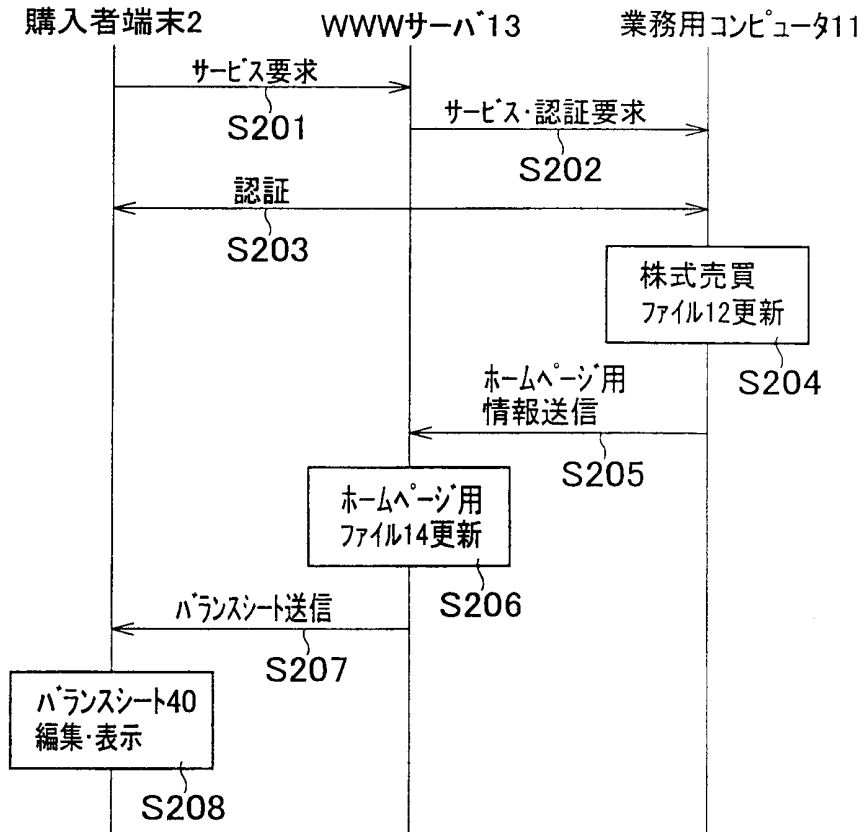 購入者端末2
WWWサーバ13
業務用コンピュータ11
サービス要求
S201
サービス・認証要求
S202
認証
S203
株式売買
ファイル12更新
S204
ホームページ用
情報送信
S205
ホームページ用
ファイル14更新
S206
バランスシート送信
S207
バランスシート40
編集・表示
S208